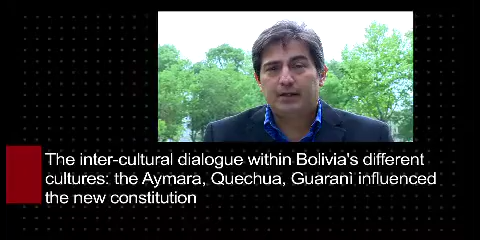 The inter-cultural dialogue within Bolivia's different
cultures: the Aymara, Quechua, Guaranì influenced
the new constitution